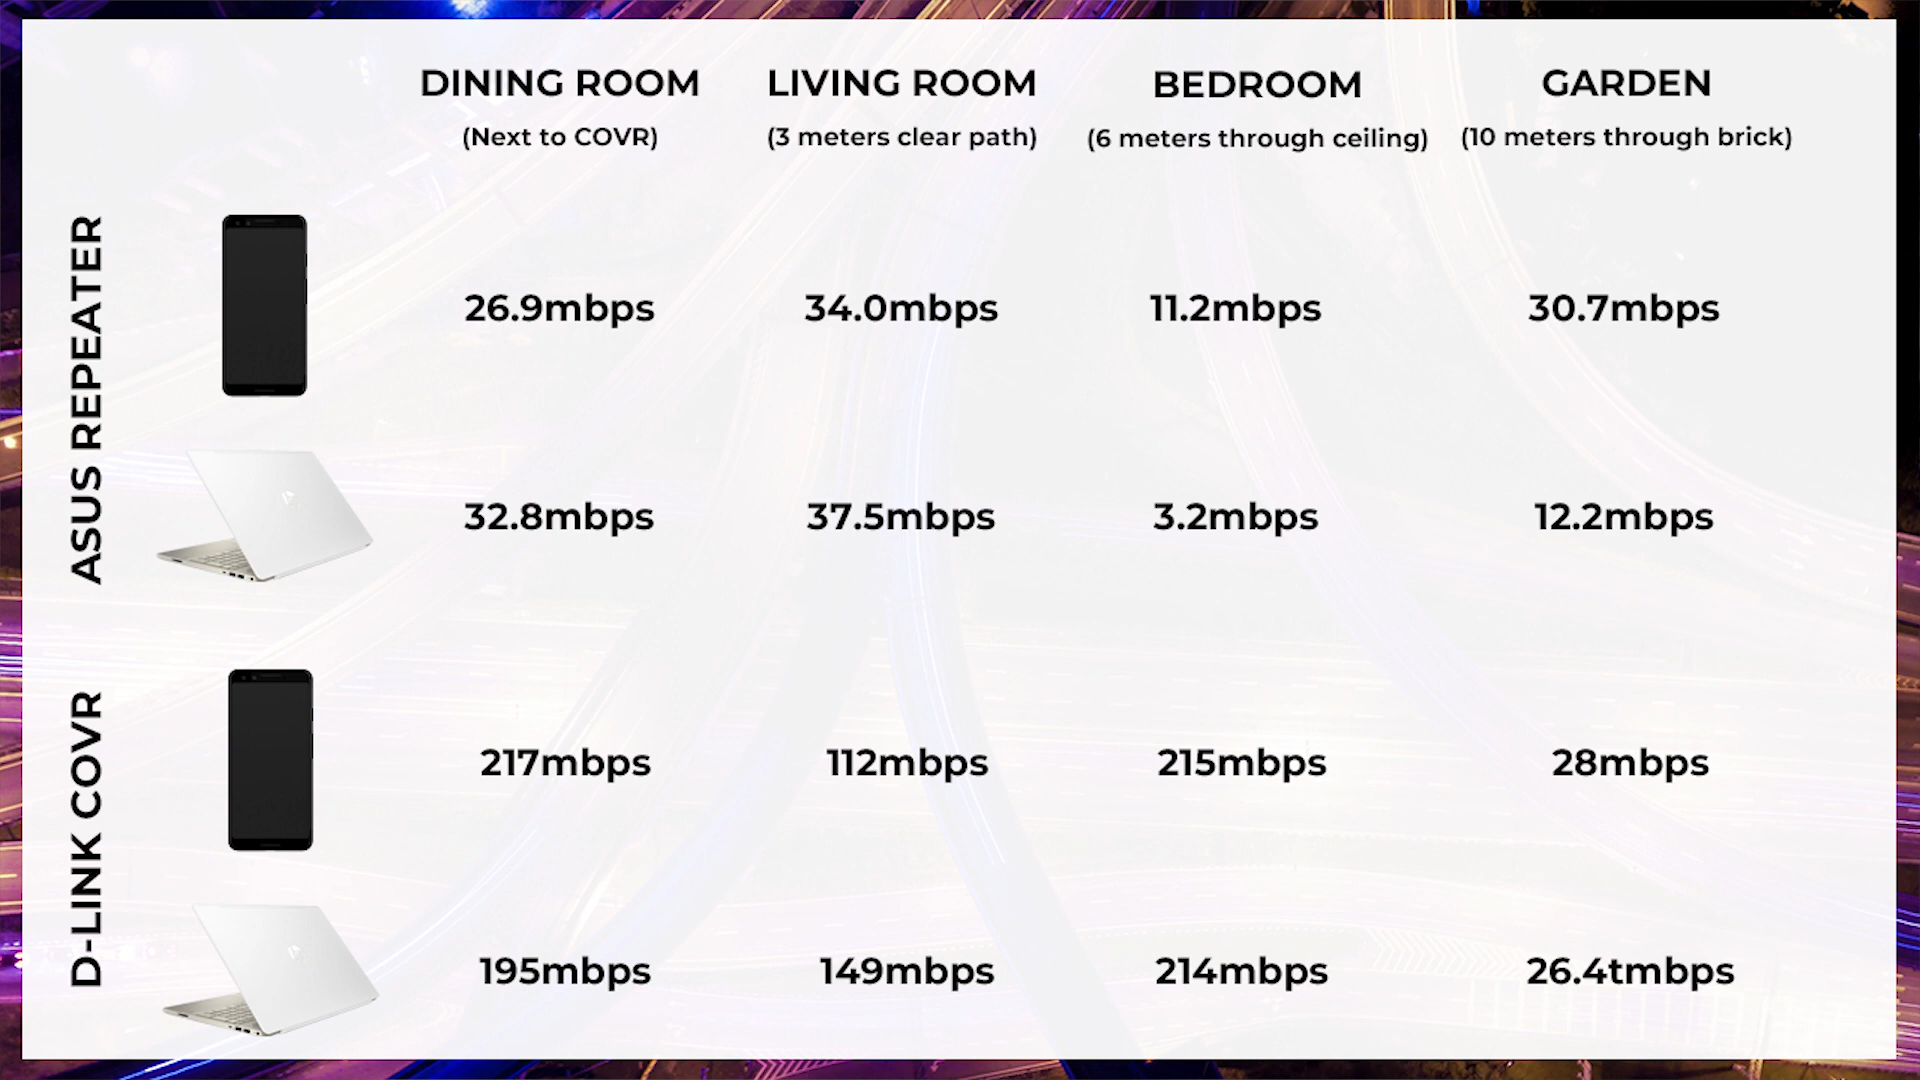 DINING ROOM
LIVING ROOM
BEDROOM
GARDEN
(Next to COVR)
(3 meters clear path)
(6 meters through ceiling)
(10 meters through brick)
ASUS REPEATER
26.9mbps
34.0mbps
11.2mbps
30.7mbps
32.8mbps
37.5mbps
3.2mbps
12.2mbps
D-LINK COVR
217mbps
112mbps
215mbps
28mbps
195mbps
149mbps
214mbps
26.4tmbps